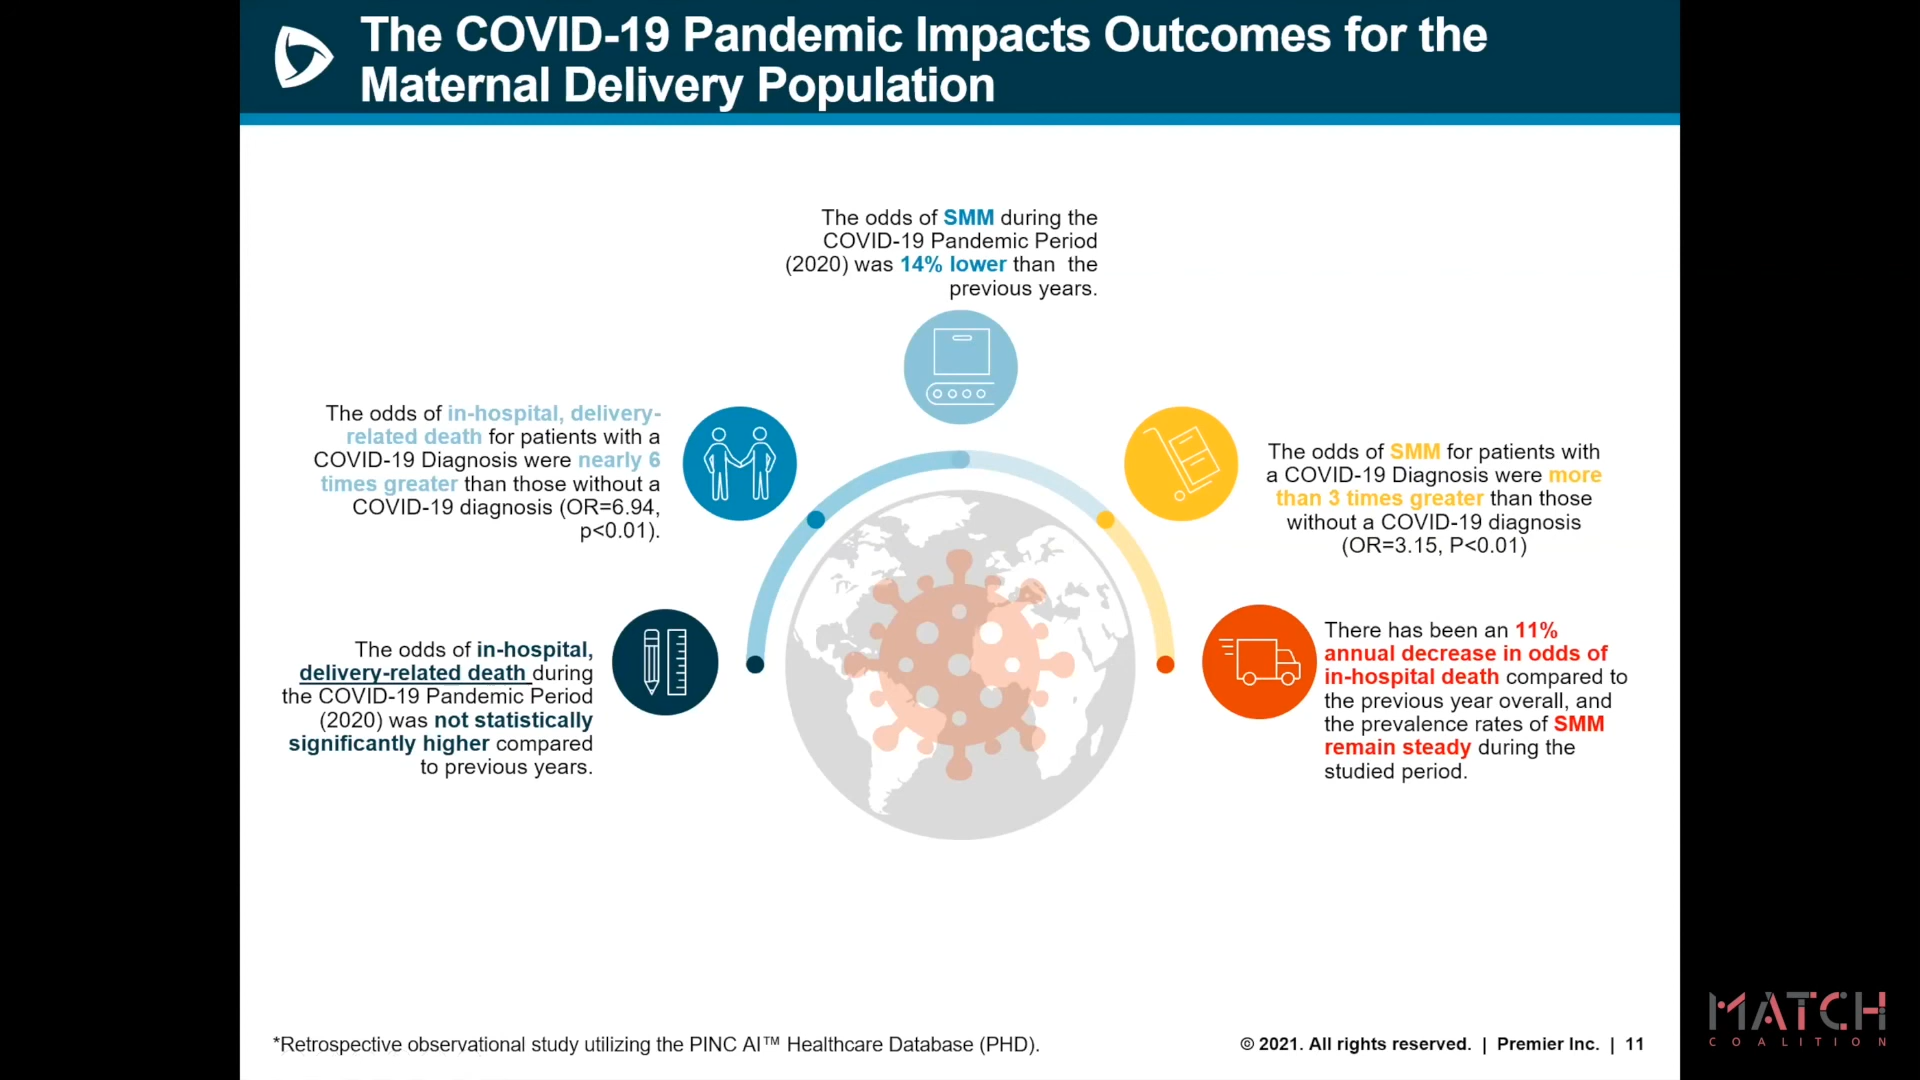 The COVID-19 Pandemic Impacts Outcomes for the
Maternal Delivery Population
The odds of SMM during the
COVID-19 Pandemic Period
(2020) was 14% lower than the
previous years.
The odds of in-hospital, delivery-
related death for patients with a
COVID-19 Diagnosis were nearly 6
times greater than those without a
COVID-19 diagnosis (OR=6.94,
p<0.01).
The odds of SMM for patients with
a COVID-19 Diagnosis were more
than 3 times greater than those
without a COVID-19 diagnosis
(OR=3.15, P<0.01)
The odds of in-hospital,
delivery-related death during
the COVID-19 Pandemic Period
(2020) was not statistically
significantly higher compared
to previous years.
There has been an 11%
annual decrease in odds of
in-hospital death compared to
the previous year overall, and
the prevalence rates of SMM
remain steady during the
studied period.
*Retrospective observational study utilizing the PINC AI™ Healthcare Database (PHD).
© 2021. All rights reserved. | Premier Inc. | 11
MATCH
COALITION